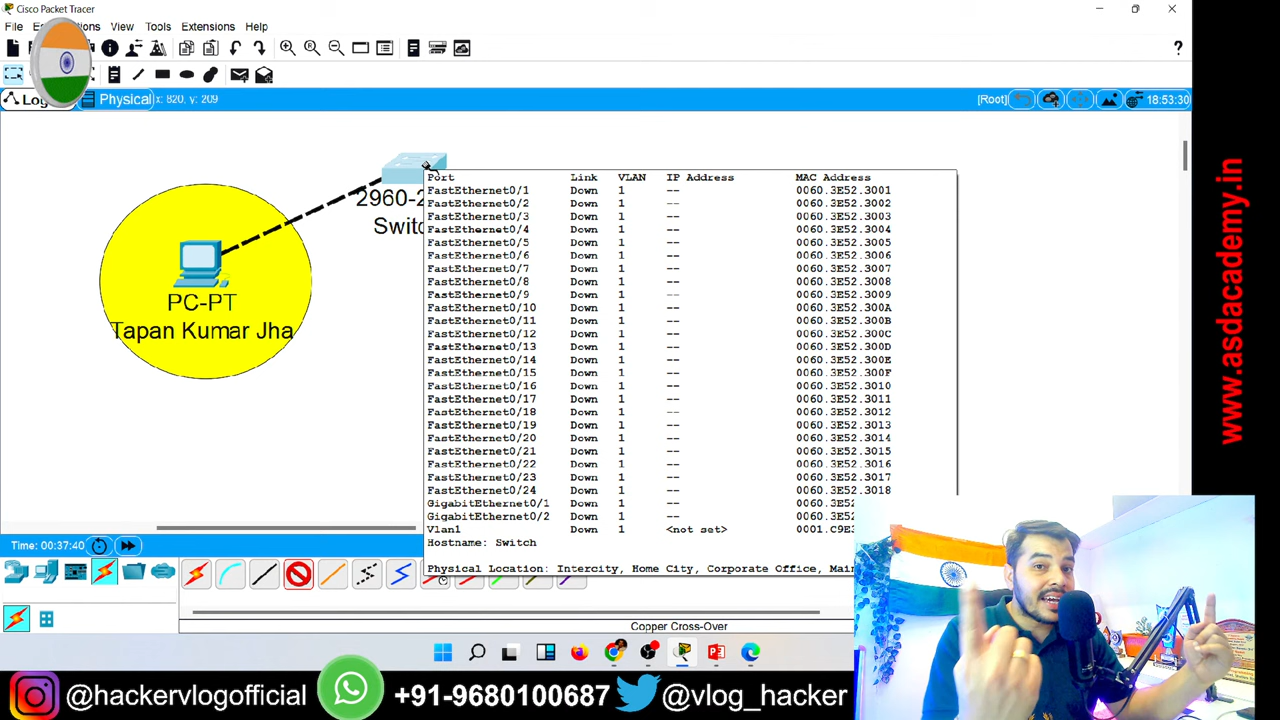 Cisco Packet Tracer
File View Tools Extensions Help
Physical x: 820, y: 209 [Root] 18:53:30
Port Link VLAN IP Address MAC Address
FastEthernet0/1 Down 1 -- 0060.3E52.3001
FastEthernet0/2 Down 1 -- 0060.3E52.3002
FastEthernet0/3 Down 1 -- 0060.3E52.3003
FastEthernet0/4 Down 1 -- 0060.3E52.3004
FastEthernet0/5 Down 1 -- 0060.3E52.3005
FastEthernet0/6 Down 1 -- 0060.3E52.3006
FastEthernet0/7 Down 1 -- 0060.3E52.3007
FastEthernet0/8 Down 1 -- 0060.3E52.3008
FastEthernet0/9 Down 1 -- 0060.3E52.3009
FastEthernet0/10 Down 1 -- 0060.3E52.300A
FastEthernet0/11 Down 1 -- 0060.3E52.300B
FastEthernet0/12 Down 1 -- 0060.3E52.300C
FastEthernet0/13 Down 1 -- 0060.3E52.300D
FastEthernet0/14 Down 1 -- 0060.3E52.300E
FastEthernet0/15 Down 1 -- 0060.3E52.300F
FastEthernet0/16 Down 1 -- 0060.3E52.3010
FastEthernet0/17 Down 1 -- 0060.3E52.3011
FastEthernet0/18 Down 1 -- 0060.3E52.3012
FastEthernet0/19 Down 1 -- 0060.3E52.3013
FastEthernet0/20 Down 1 -- 0060.3E52.3014
FastEthernet0/21 Down 1 -- 0060.3E52.3015
FastEthernet0/22 Down 1 -- 0060.3E52.3016
FastEthernet0/23 Down 1 -- 0060.3E52.3017
FastEthernet0/24 Down 1 -- 0060.3E52.3018
GigabitEthernet0/1 Down 1 -- 0060.3E52
GigabitEthernet0/2 Down 1 -- 0060.3E52
Vlan1 Down 1 <not set> 0001.C9E3
Hostname: Switch
Physical Location: Intercity, Home City, Corporate Office, Main
2960-2
Switc
PC-PT
Tapan Kumar Jha
Time: 00:37:40
Copper Cross-Over
www.asdacademy.in
@hackervlogofficial +91-9680100687 @vlog_hacker